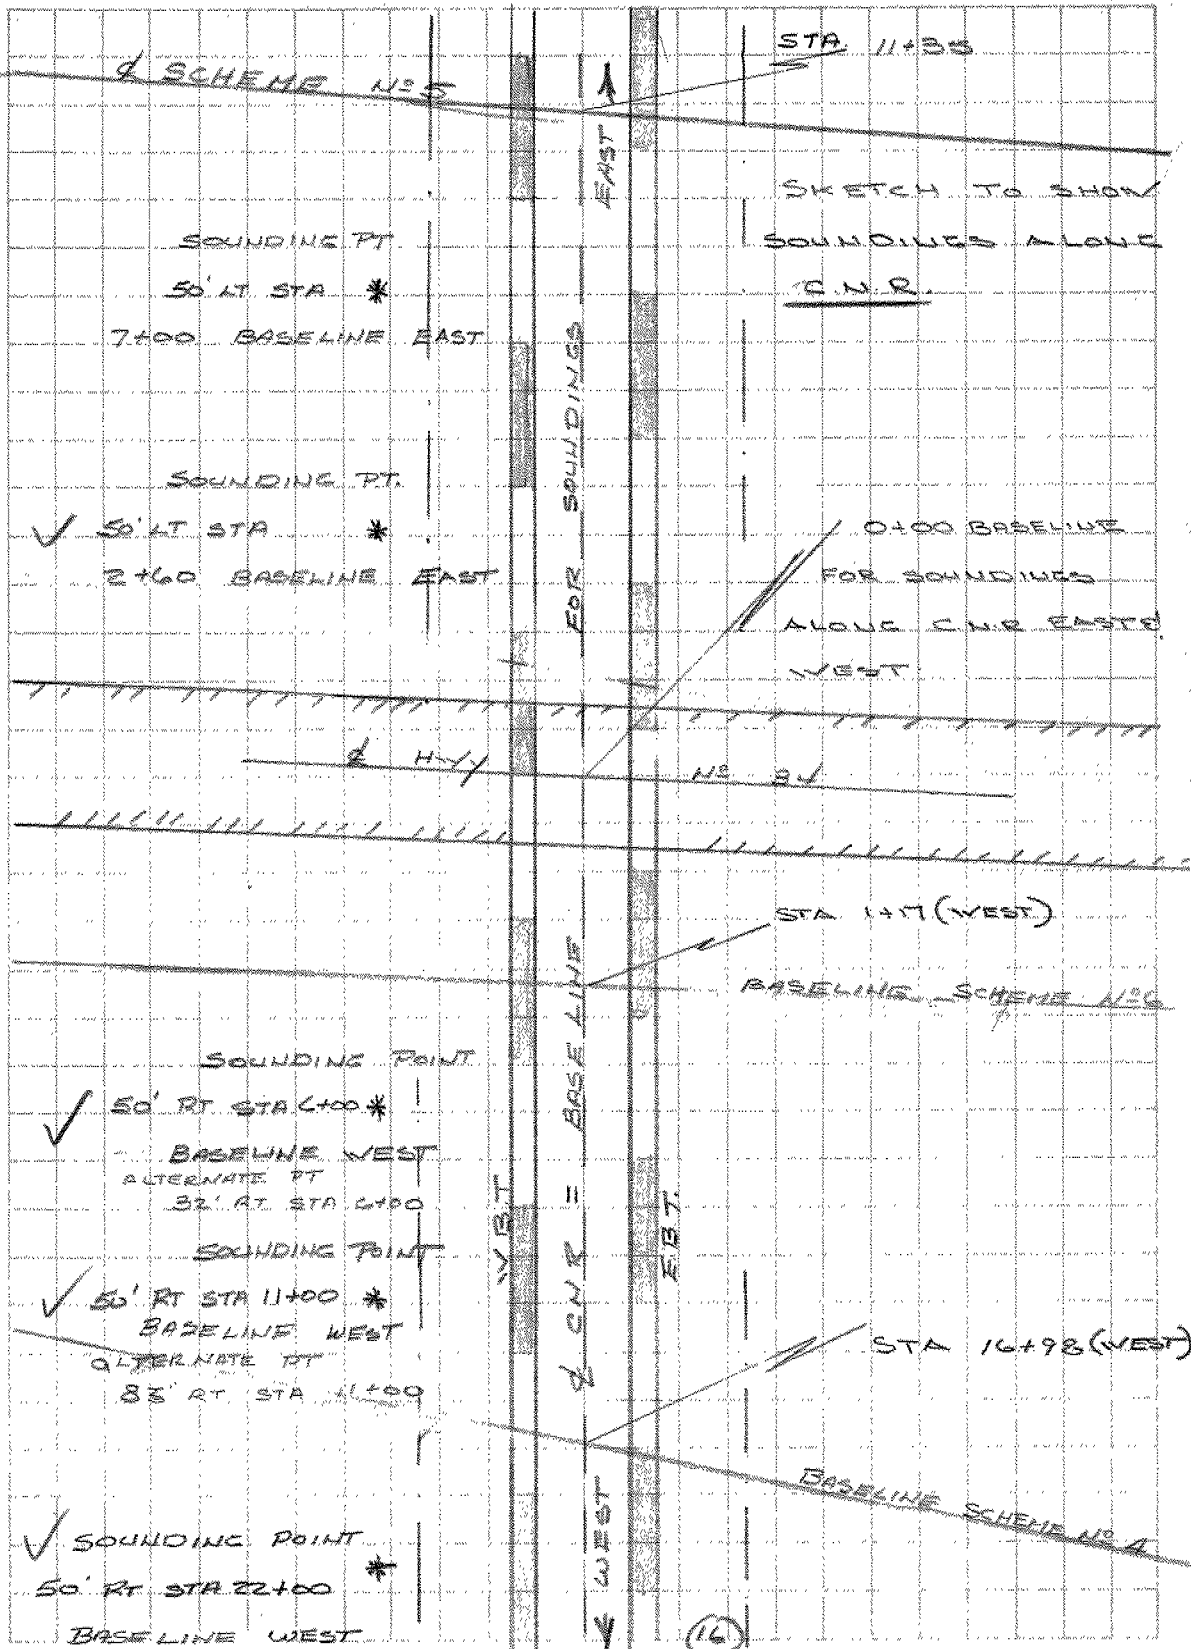 STA 11+35
℄ SCHEME Nº 5
EAST
SKETCH TO SHOW
SOUNDINGS ALONG
C.N.R.
SOUNDING PT
50' LT STA *
7+00 BASELINE EAST
SOUNDING PT.
✓ 50' LT STA *
2+60 BASELINE EAST
0+00 BASELINE
FOR SOUNDINGS
ALONG C.N.R EAST &
WEST
℄ HWY Nº
STA 1+17 (WEST)
BASELINE SCHEME Nº 6
℄ CNR = BASE LINE FOR SOUNDINGS
W.B.T
E.B.T.
SOUNDING POINT
✓ 50' RT STA 6+00 *
BASELINE WEST
ALTERNATE PT
32' RT STA 6+00
SOUNDING POINT
✓ 50' RT STA 11+00 *
BASELINE WEST
ALTERNATE PT
83' RT STA 11+00
STA 16+98 (WEST)
BASELINE SCHEME Nº 4
✓ SOUNDING POINT
50' RT STA 22+00 *
BASELINE WEST
WEST
16